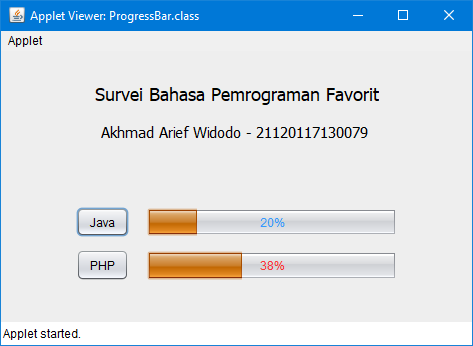 Applet Viewer: ProgressBar.class
Applet
Survei Bahasa Pemrograman Favorit
Akhmad Arief Widodo - 21120117130079
Java 20%
PHP 38%
Applet started.